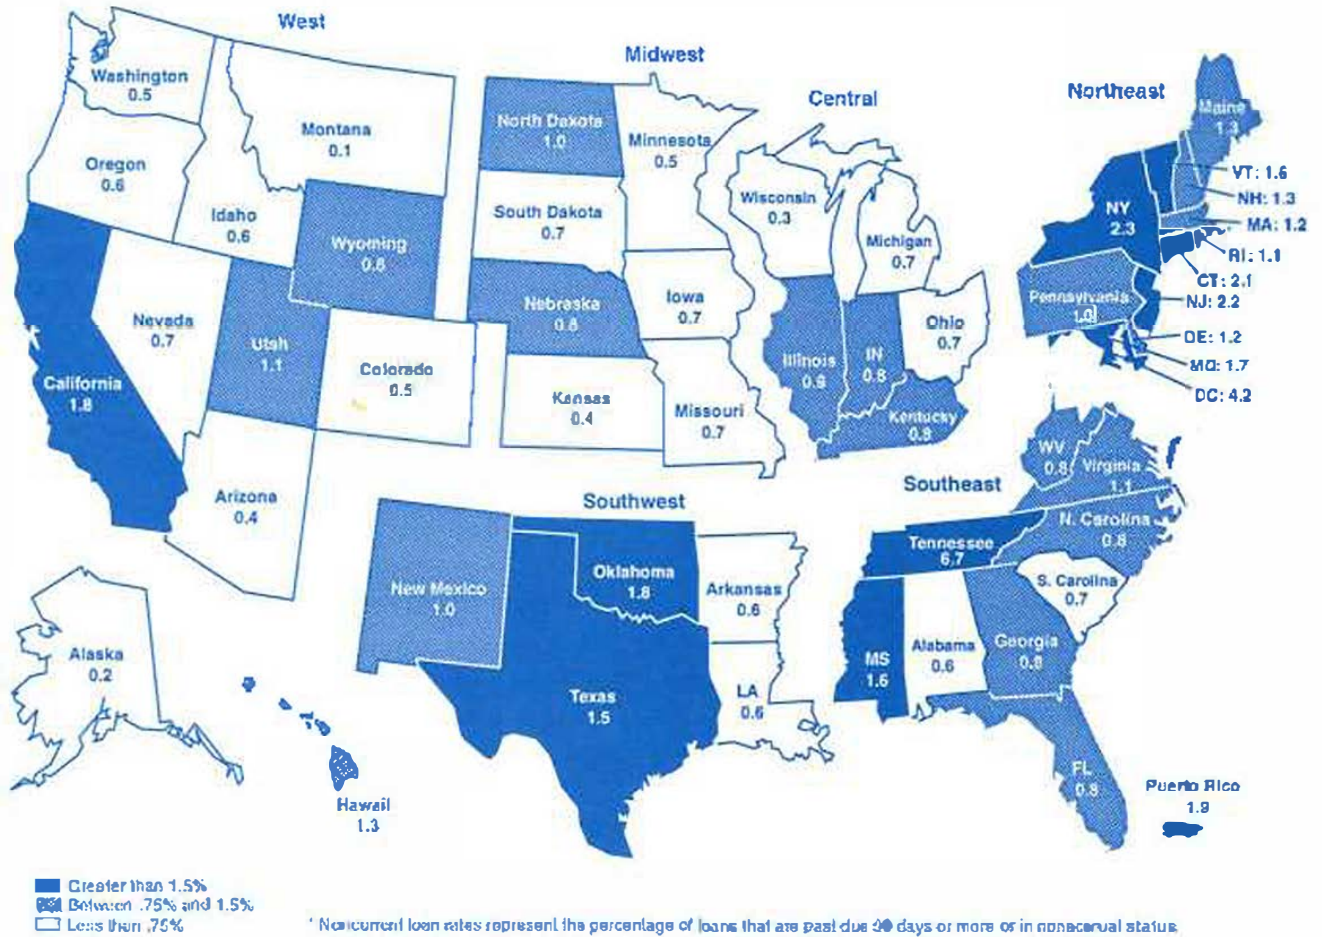 West
Midwest
Central
Northeast
Washington
0.5
Montana
0.1
Oregon
0.6
Idaho
0.6
Wyoming
0.8
Nevada
0.7
Utah
1.1
Colorado
0.5
California
1.8
Arizona
0.4
Alaska
0.2
Hawaii
1.3
North Dakota
1.0
Minnesota
0.5
South Dakota
0.7
Nebraska
0.8
Iowa
0.7
Kansas
0.4
Missouri
0.7
Wisconsin
0.3
Michigan
0.7
Illinois
IN
0.8
Ohio
0.7
Kentucky
Maine
1.3
NY
2.3
VT: 1.6
NH: 1.3
MA: 1.2
RI: 1.1
CT: 2.1
NJ: 2.2
Pennsylvania
1.0
DE: 1.2
MD: 1.7
DC: 4.2
Southwest
New Mexico
1.0
Oklahoma
1.8
Arkansas
0.6
Texas
1.5
LA
0.6
Southeast
WV
0.8
Virginia
1.1
Tennessee
6.7
N. Carolina
0.8
S. Carolina
0.7
MS
1.6
Alabama
0.6
Georgia
FL
Puerto Rico
1.9
Greater than 1.5%
Between .75% and 1.5%
Less than .75%
* Noncurrent loan rates represent the percentage of loans that are past due 90 days or more or in nonaccrual status.